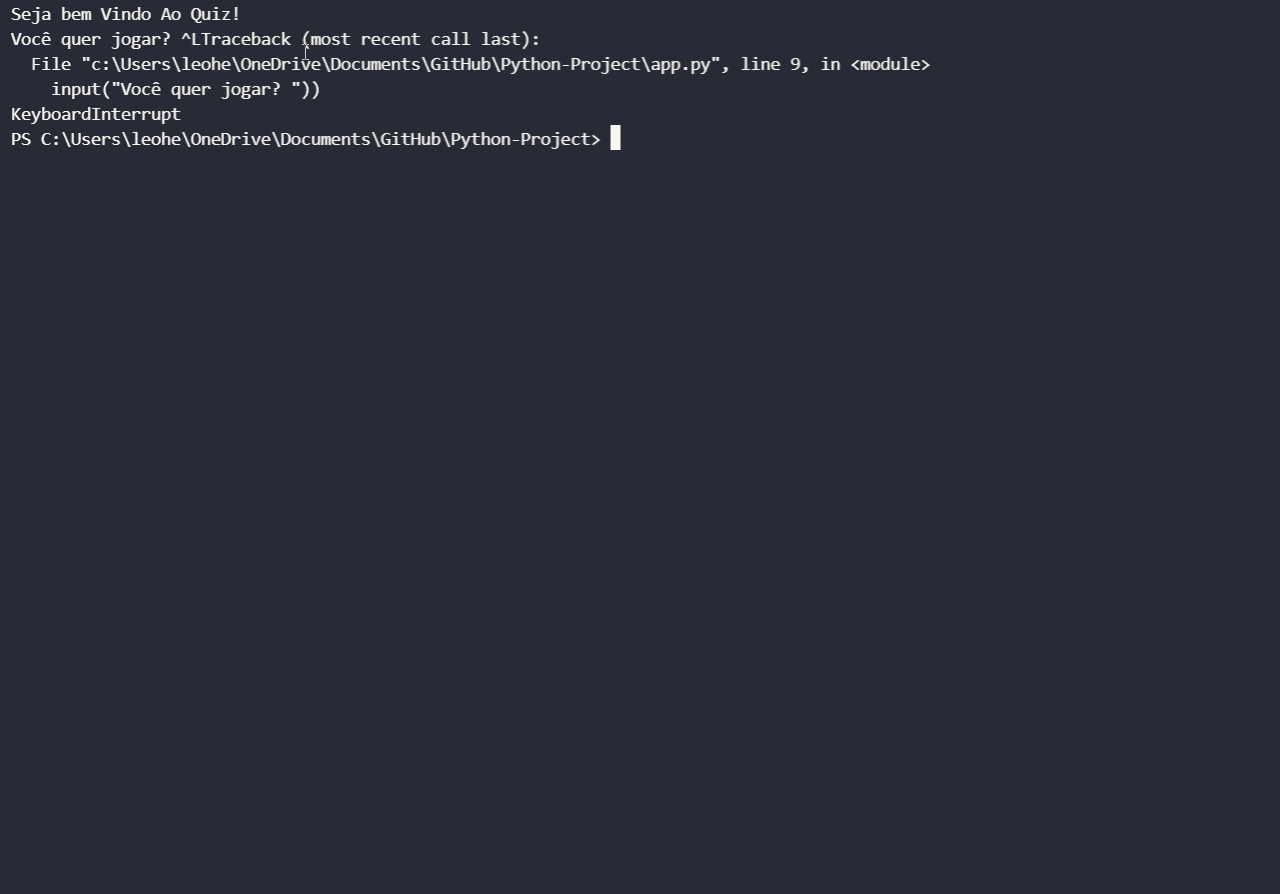 Seja bem Vindo Ao Quiz!
Você quer jogar? ^LTraceback (most recent call last):
  File "c:\Users\leohe\OneDrive\Documents\GitHub\Python-Project\app.py", line 9, in <module>
    input("Você quer jogar? "))
KeyboardInterrupt
PS C:\Users\leohe\OneDrive\Documents\GitHub\Python-Project>